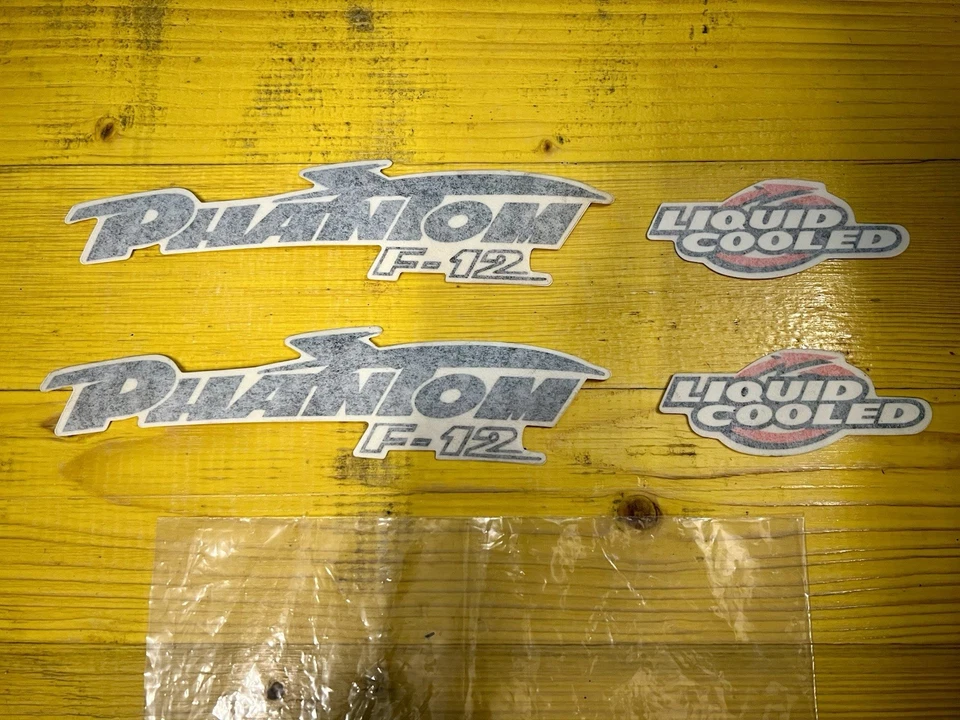 PHANTOM
F-12
LIQUID
COOLED
PHANTOM
F-12
LIQUID
COOLED